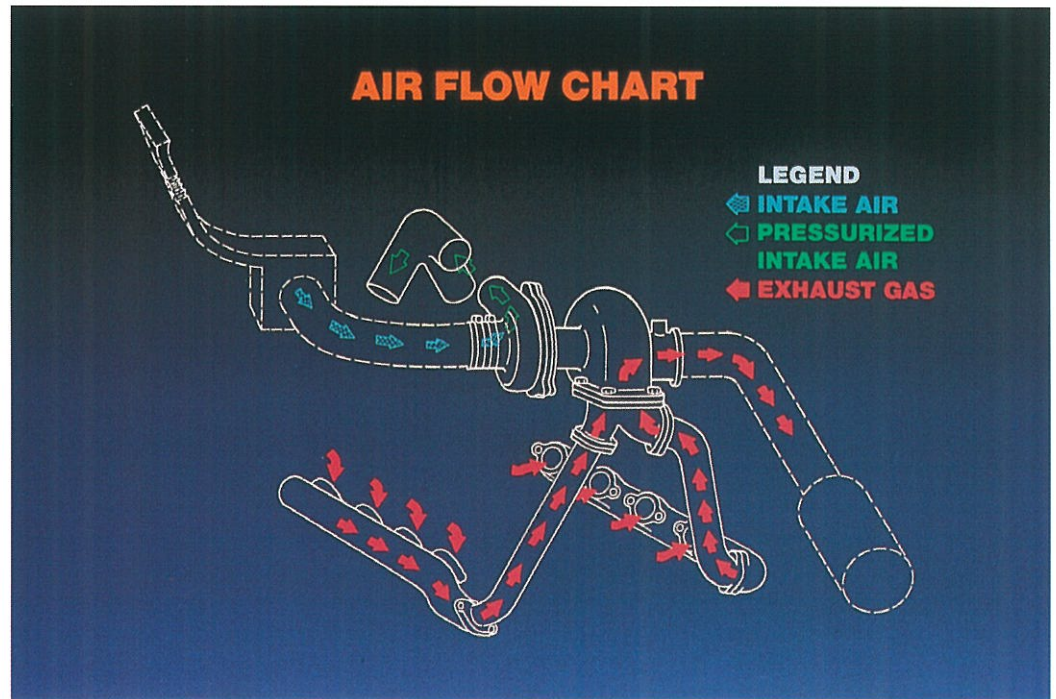 AIR FLOW CHART
LEGEND
INTAKE AIR
PRESSURIZED
INTAKE AIR
EXHAUST GAS